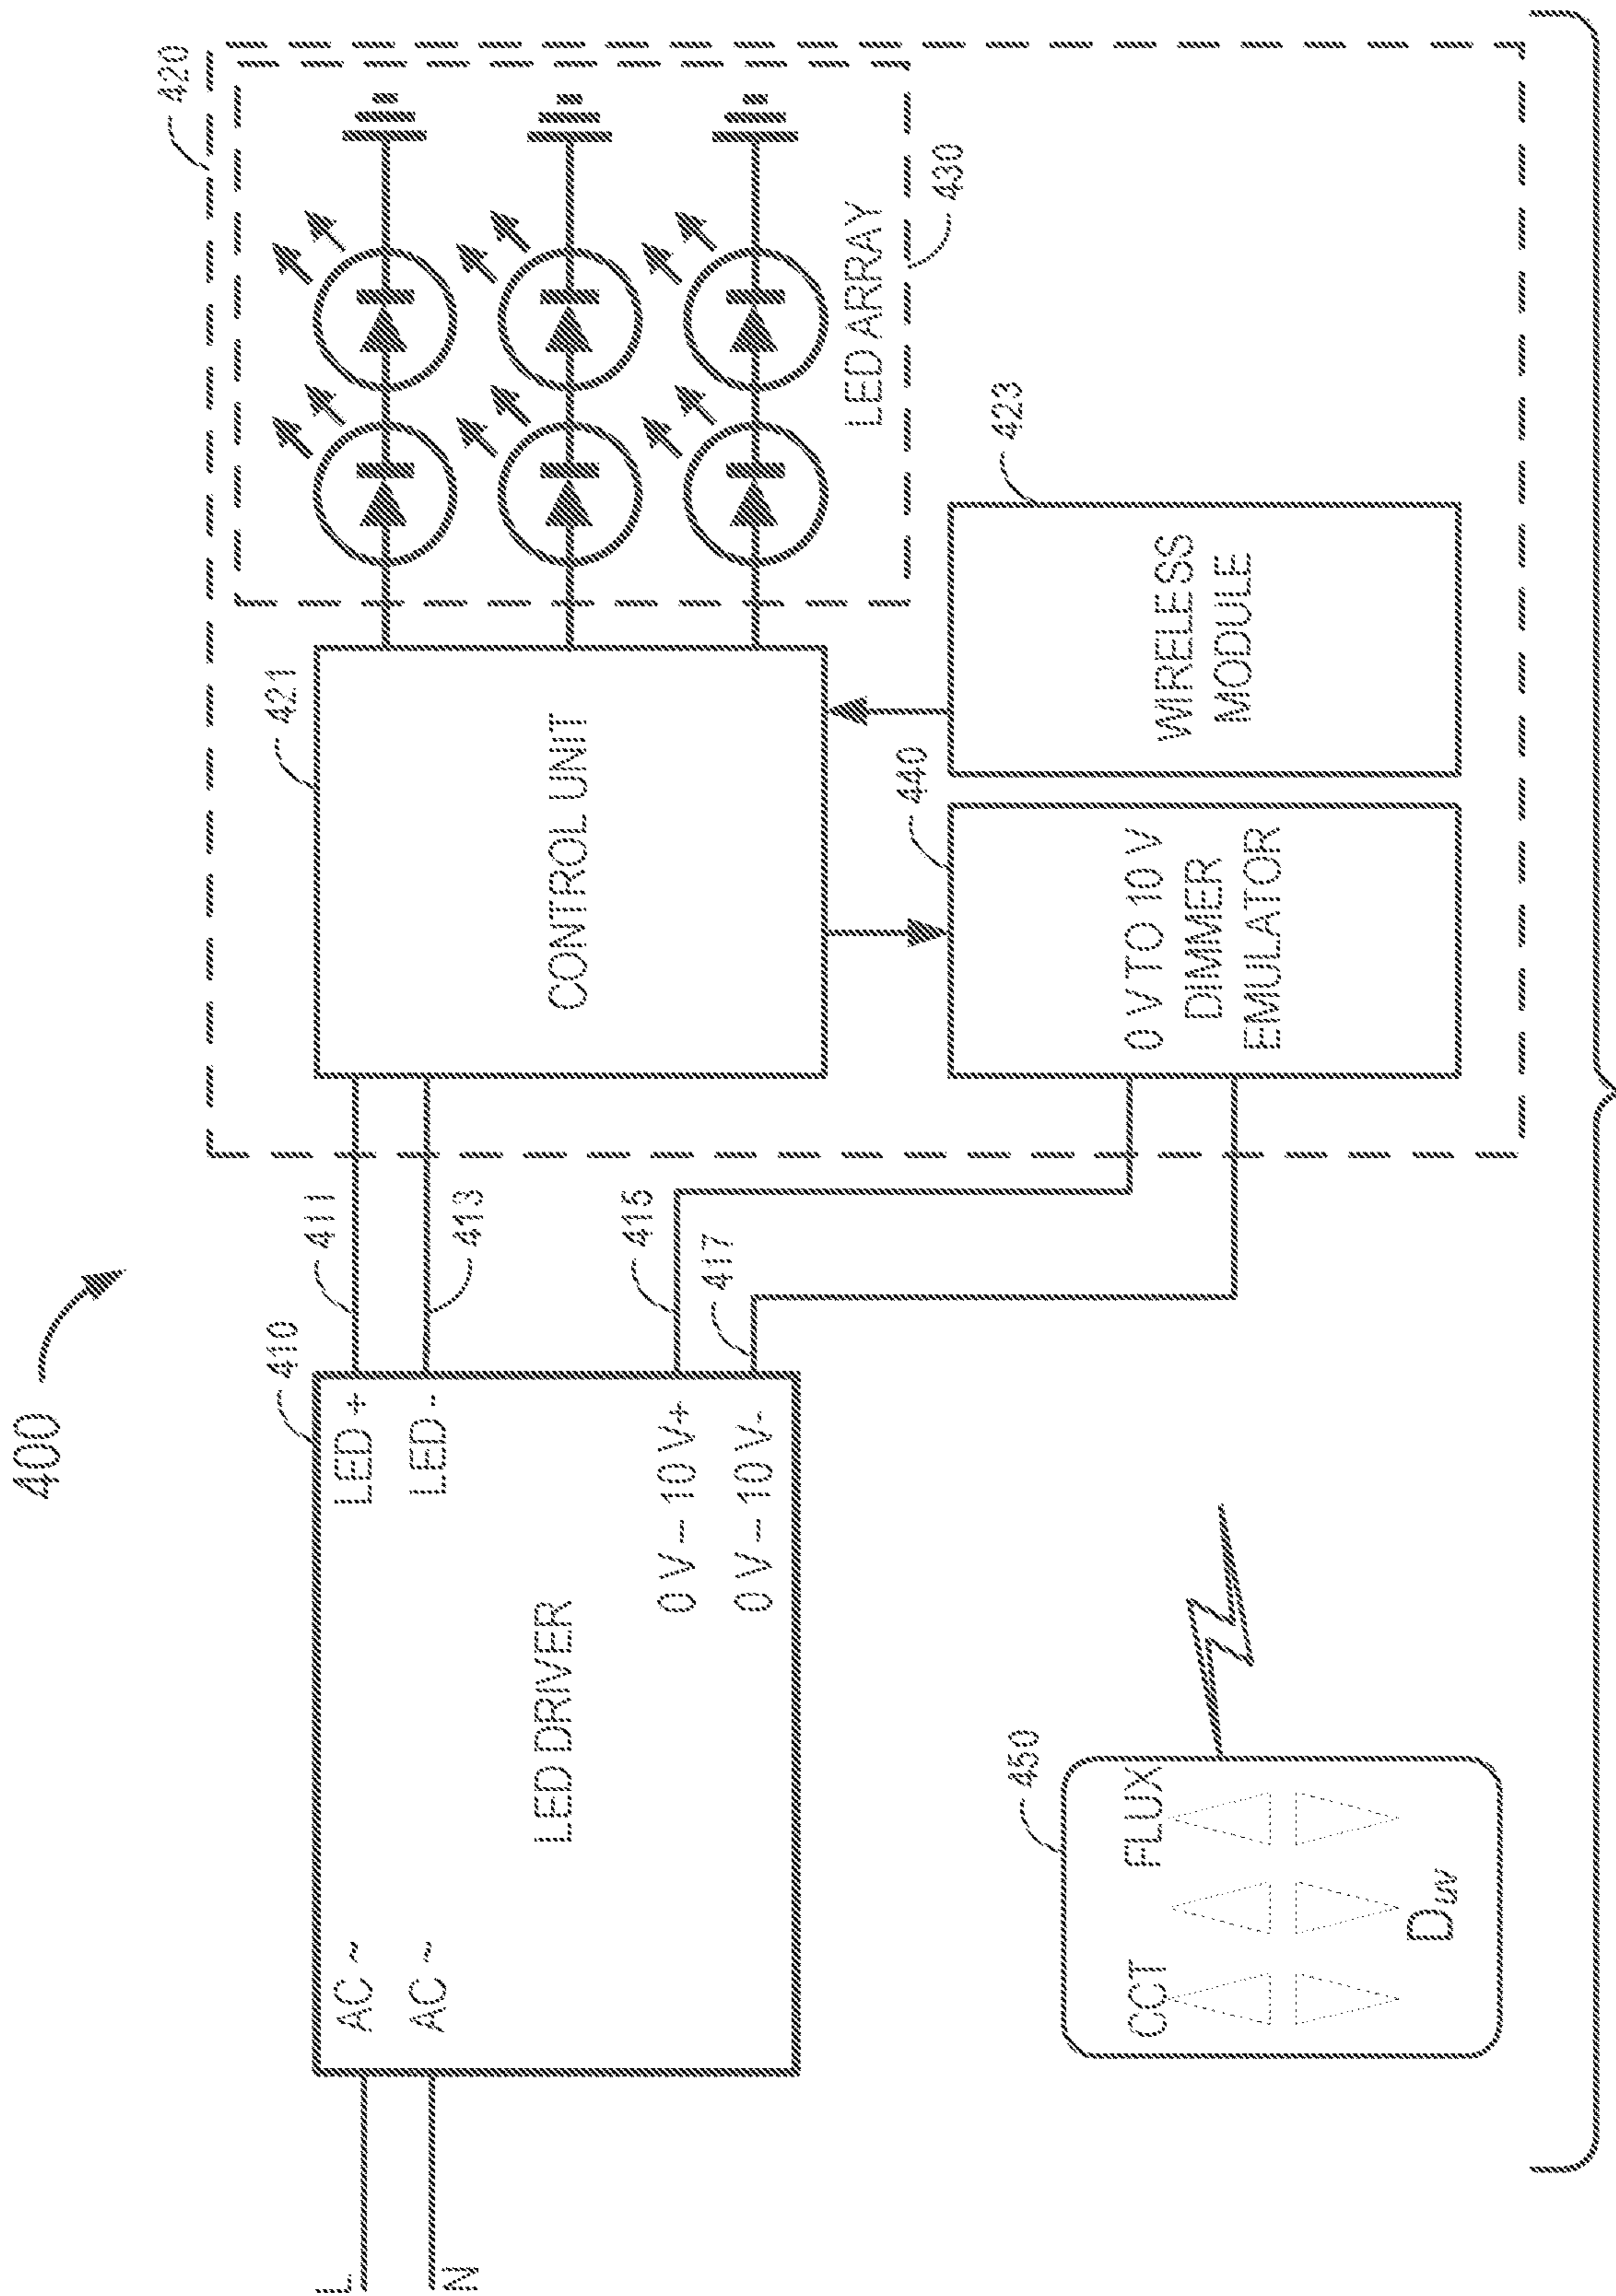 400
420
421
CONTROL UNIT
LED ARRAY
430
410
AC ~
AC ~
L
N
LED DRIVER
LED +
LED -
0 V – 10 V+
0 V – 10 V-
411
413
415
417
440
0 V TO 10 V
DIMMER
EMULATOR
423
WIRELESS
MODULE
450
CCT
FLUX
Duv